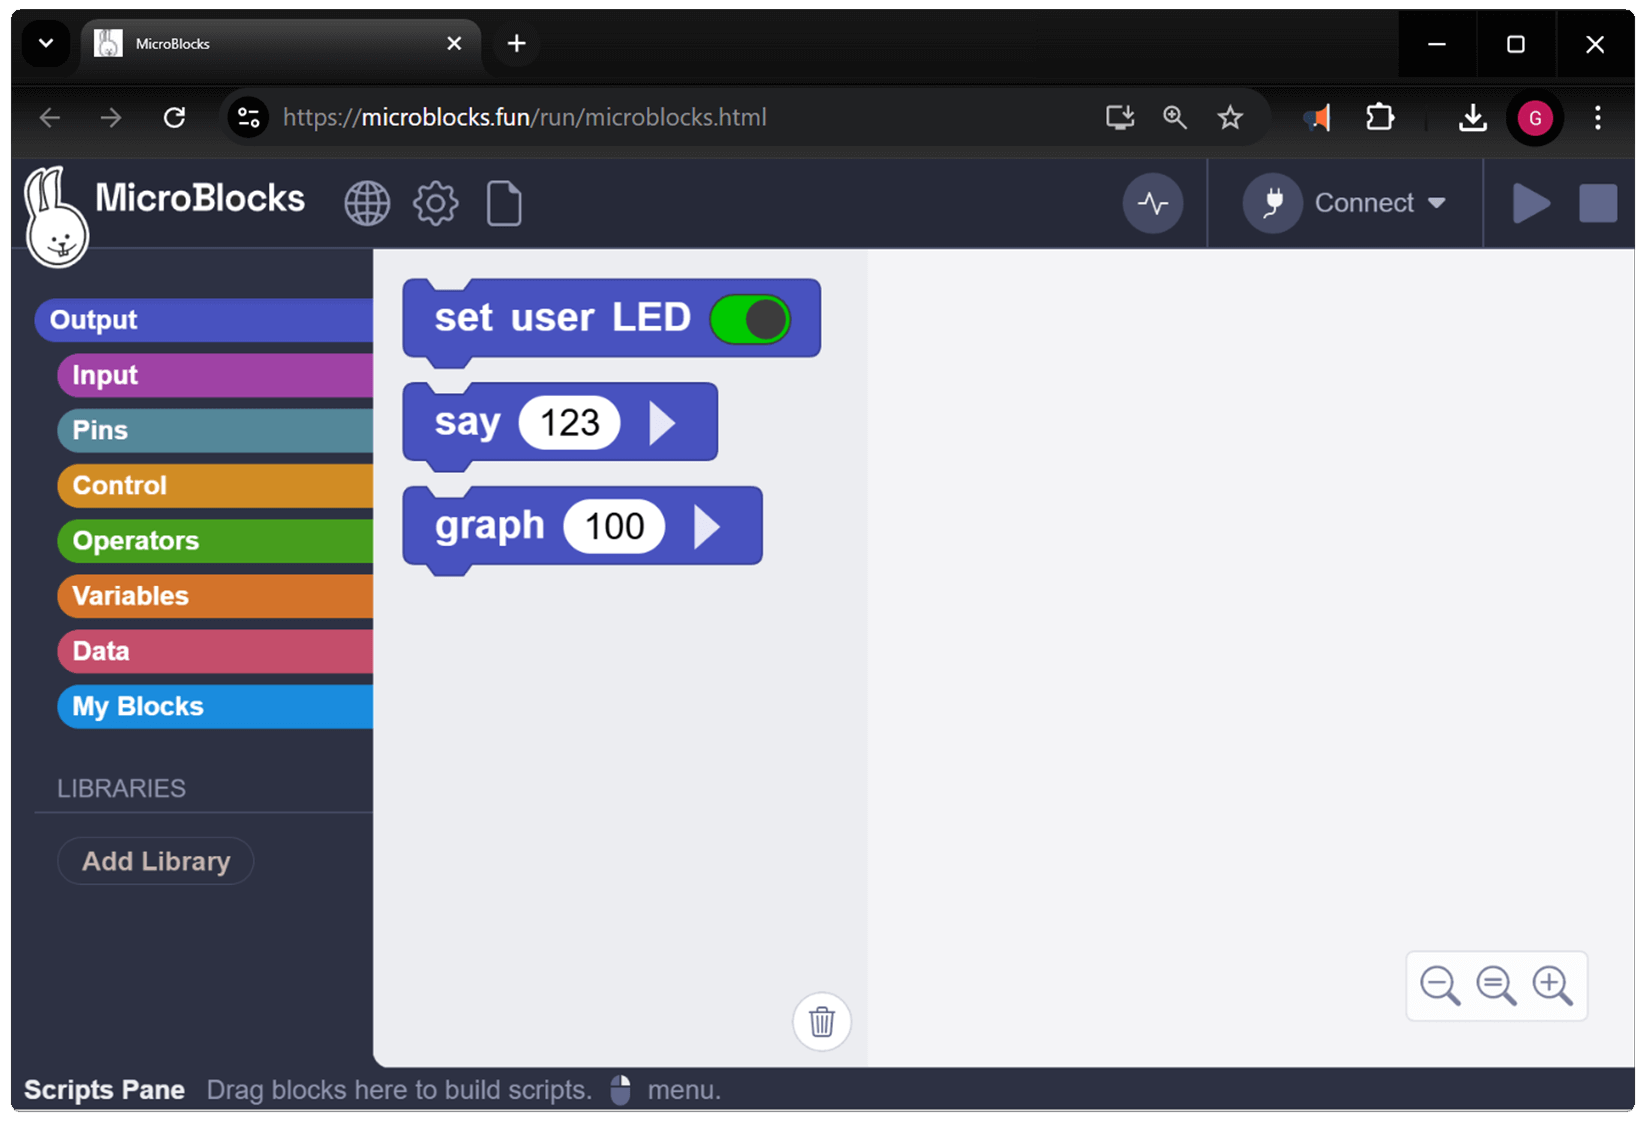 MicroBlocks
https://microblocks.fun/run/microblocks.html
G
MicroBlocks
Connect
Output
Input
Pins
Control
Operators
Variables
Data
My Blocks
LIBRARIES
Add Library
set user LED
say 123
graph 100
Scripts Pane Drag blocks here to build scripts. menu.